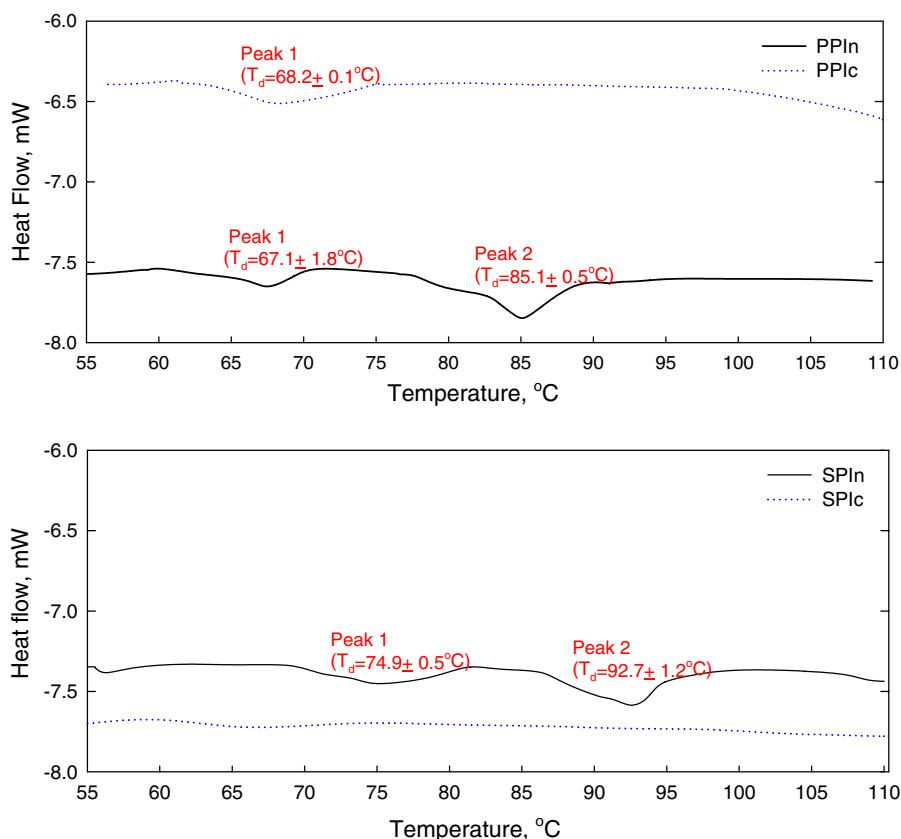 -6.0
Peak 1
(Td=68.2± 0.1°C)
PPIn
PPIc
-6.5
Heat Flow, mW
-7.0
Peak 1
(Td=67.1± 1.8°C)
Peak 2
(Td=85.1± 0.5°C)
-7.5
-8.0
55 60 65 70 75 80 85 90 95 100 105 110
Temperature, °C
-6.0
SPIn
SPIc
-6.5
Heat flow, mW
-7.0
Peak 1
(Td=74.9± 0.5°C)
Peak 2
(Td=92.7± 1.2°C)
-7.5
-8.0
55 60 65 70 75 80 85 90 95 100 105 110
Temperature, °C